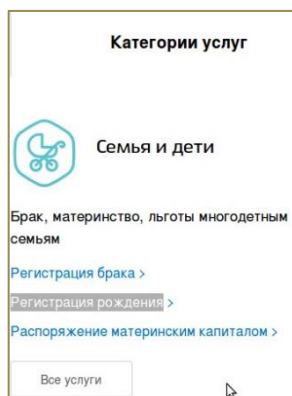 Категории услуг
Семья и дети
Брак, материнство, льготы многодетным
семьям
Регистрация брака >
Регистрация рождения >
Распоряжение материнским капиталом >
Все услуги